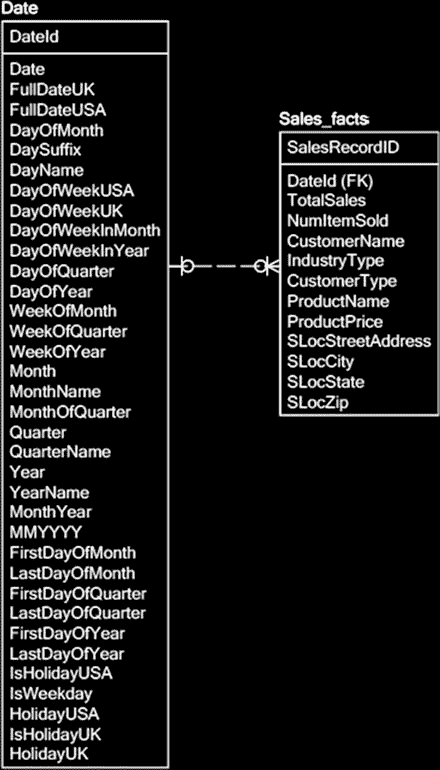 Date
DateId
Date
FullDateUK
FullDateUSA
DayOfMonth
DaySuffix
DayName
DayOfWeekUSA
DayOfWeekUK
DayOfWeekInMonth
DayOfWeekInYear
DayOfQuarter
DayOfYear
WeekOfMonth
WeekOfQuarter
WeekOfYear
Month
MonthName
MonthOfQuarter
Quarter
QuarterName
Year
YearName
MonthYear
MMYYYY
FirstDayOfMonth
LastDayOfMonth
FirstDayOfQuarter
LastDayOfQuarter
FirstDayOfYear
LastDayOfYear
IsHolidayUSA
IsWeekday
HolidayUSA
IsHolidayUK
HolidayUK
Sales_facts
SalesRecordID
DateId (FK)
TotalSales
NumItemSold
CustomerName
IndustryType
CustomerType
ProductName
ProductPrice
SLocStreetAddress
SLocCity
SLocState
SLocZip